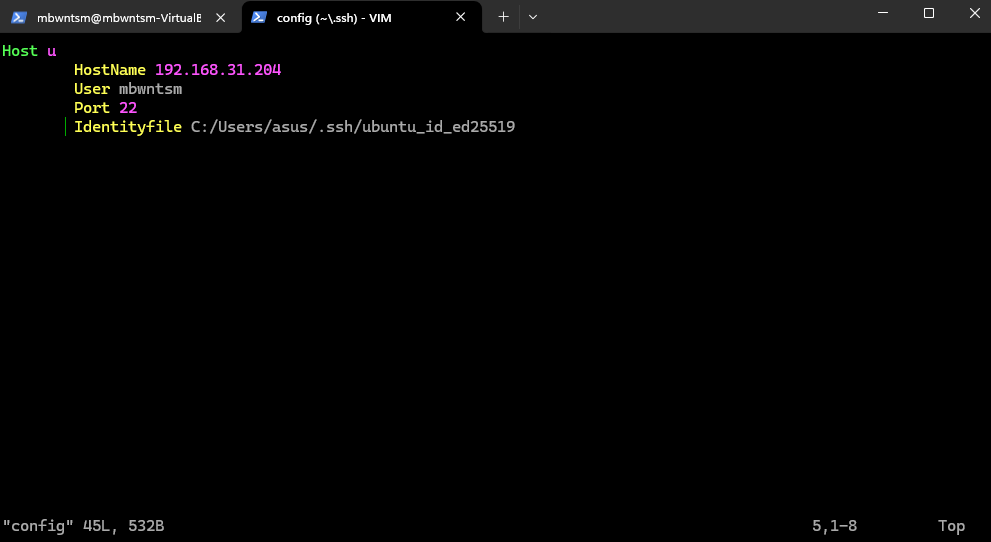 mbwntsm@mbwntsm-VirtualB
config (~\.ssh) - VIM
Host u
HostName 192.168.31.204
User mbwntsm
Port 22
Identityfile C:/Users/asus/.ssh/ubuntu_id_ed25519
"config" 45L, 532B 5,1-8 Top